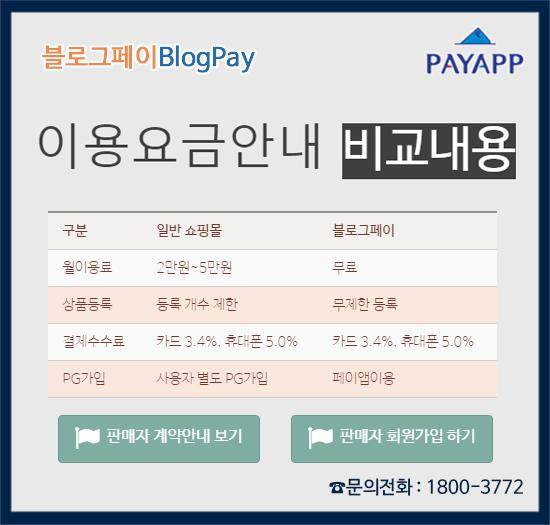 블로그페이BlogPay
PAYAPP
이용요금안내 비교내용
구분 일반 쇼핑몰 블로그페이
월이용료 2만원~5만원 무료
상품등록 등록 개수 제한 무제한 등록
결제수수료 카드 3.4%, 휴대폰 5.0% 카드 3.4%, 휴대폰 5.0%
PG가입 사용자 별도 PG가입 페이앱이용
판매자 계약안내 보기 판매자 회원가입 하기
☎문의전화 : 1800-3772